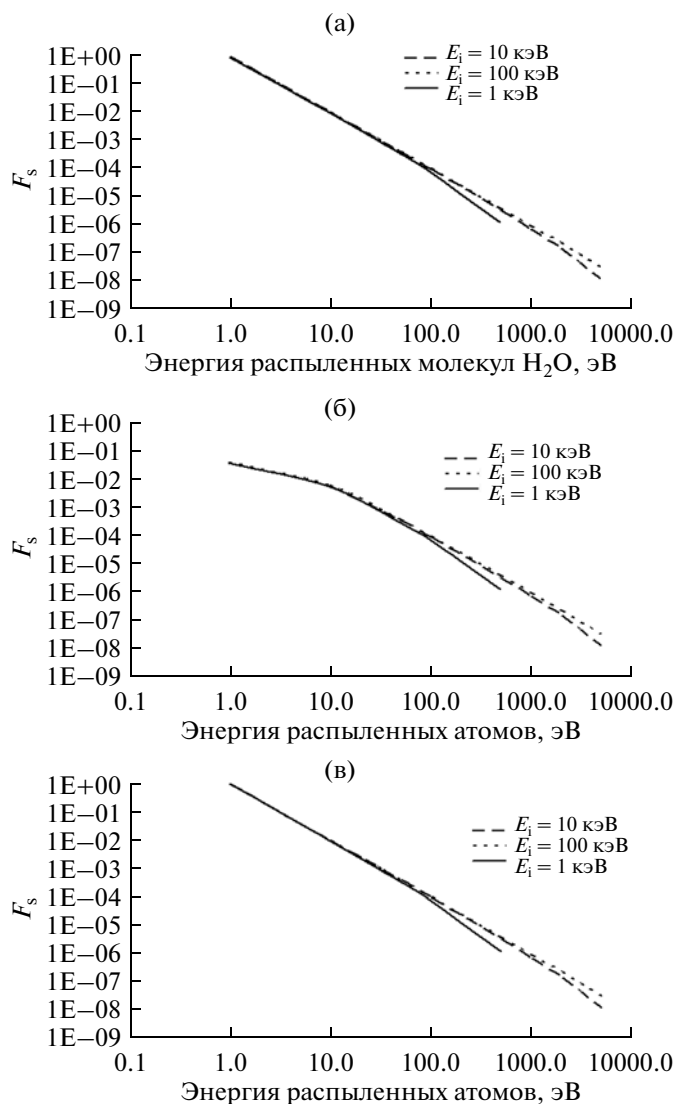 (а)
1E+00
1E−01
1E−02
1E−03
1E−04
1E−05
1E−06
1E−07
1E−08
1E−09
F_s
E_i = 10 кэВ
E_i = 100 кэВ
E_i = 1 кэВ
0.1 1.0 10.0 100.0 1000.0 10000.0
Энергия распыленных молекул H₂O, эВ
(б)
1E+00
1E−01
1E−02
1E−03
1E−04
1E−05
1E−06
1E−07
1E−08
1E−09
F_s
E_i = 10 кэВ
E_i = 100 кэВ
E_i = 1 кэВ
0.1 1.0 10.0 100.0 1000.0 10000.0
Энергия распыленных атомов, эВ
(в)
1E+00
1E−01
1E−02
1E−03
1E−04
1E−05
1E−06
1E−07
1E−08
1E−09
F_s
E_i = 10 кэВ
E_i = 100 кэВ
E_i = 1 кэВ
0.1 1.0 10.0 100.0 1000.0 10000.0
Энергия распыленных атомов, эВ